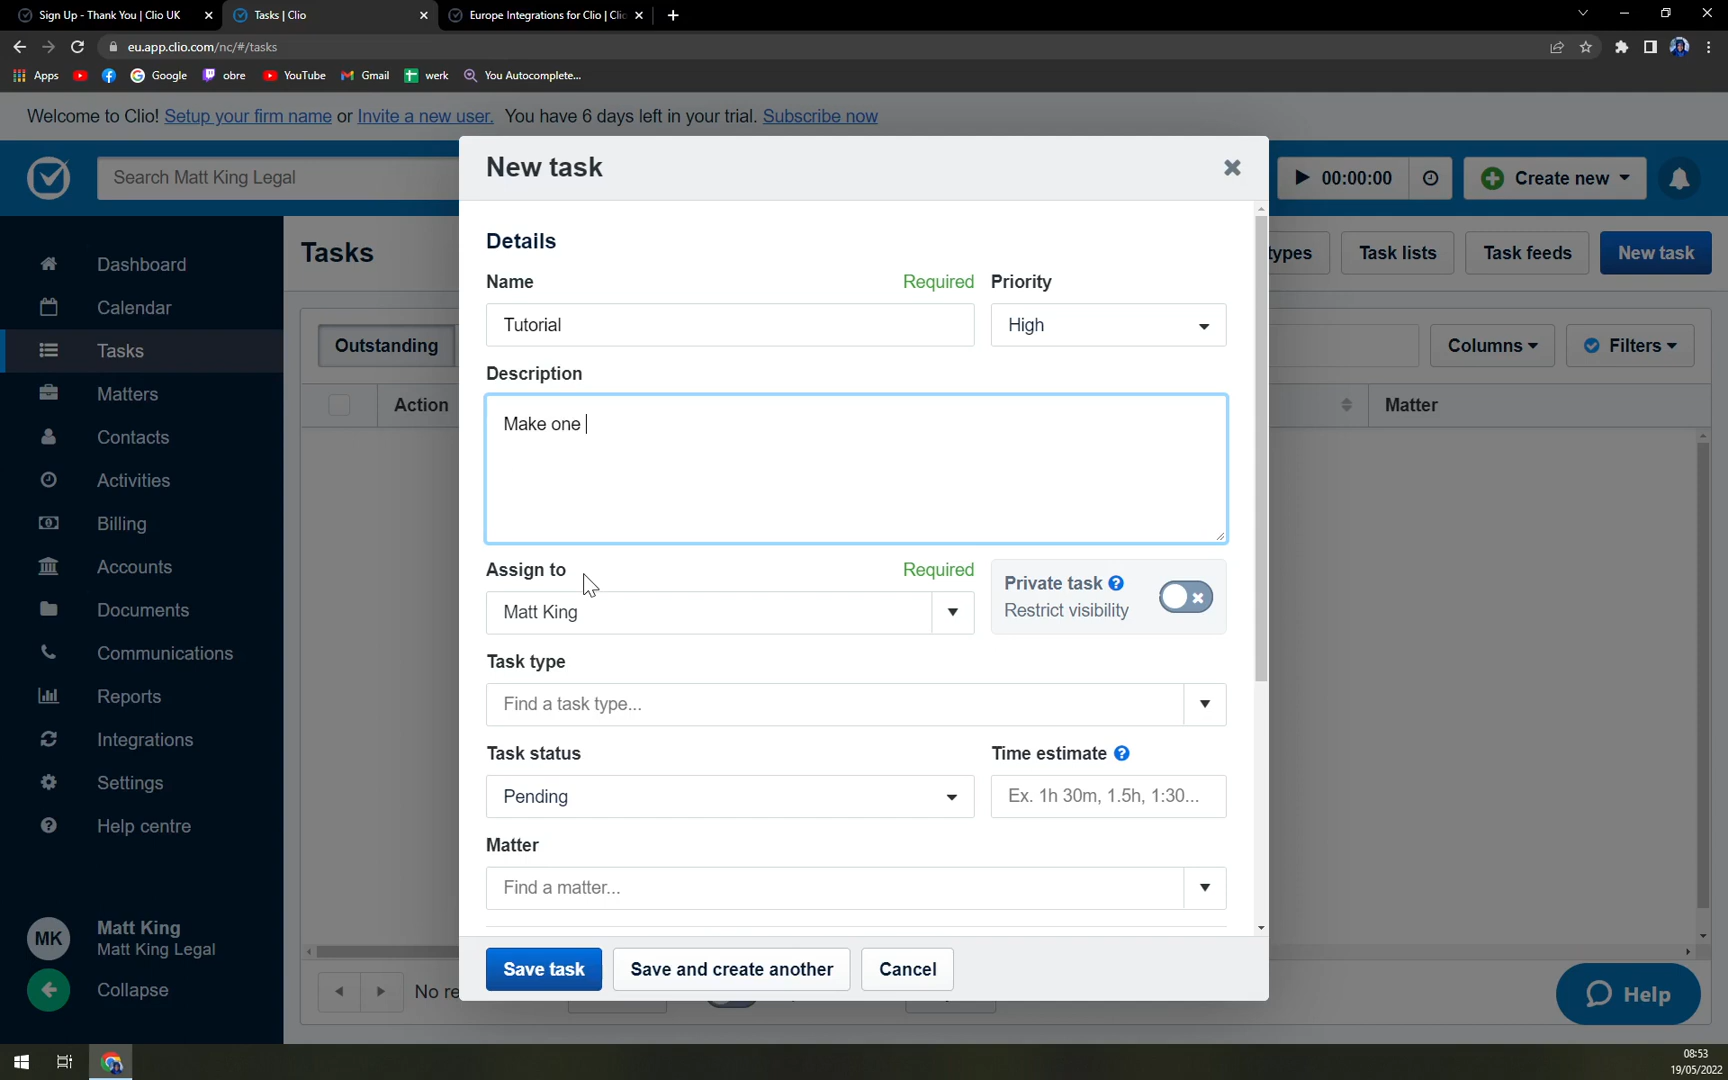 Sign Up - Thank You | Clio UK
Tasks | Clio
Europe Integrations for Clio | Clio
eu.app.clio.com/nc/#/tasks
Apps
Google
obre
YouTube
Gmail
werk
You Autocomplete...
Welcome to Clio! Setup your firm name or Invite a new user. You have 6 days left in your trial. Subscribe now
Search Matt King Legal
00:00:00
Create new
New task
Dashboard
Calendar
Tasks
Matters
Contacts
Activities
Billing
Accounts
Documents
Communications
Reports
Integrations
Settings
Help centre
MK
Matt King
Matt King Legal
Collapse
Tasks
types
Task lists
Task feeds
New task
Outstanding
Columns
Filters
Action
Matter
Details
Name
Required
Priority
Tutorial
High
Description
Make one
Assign to
Required
Matt King
Private task
Restrict visibility
Task type
Find a task type...
Task status
Time estimate
Pending
Ex. 1h 30m, 1.5h, 1:30...
Matter
Find a matter...
Save task
Save and create another
Cancel
No re
Help
08:53
19/05/2022